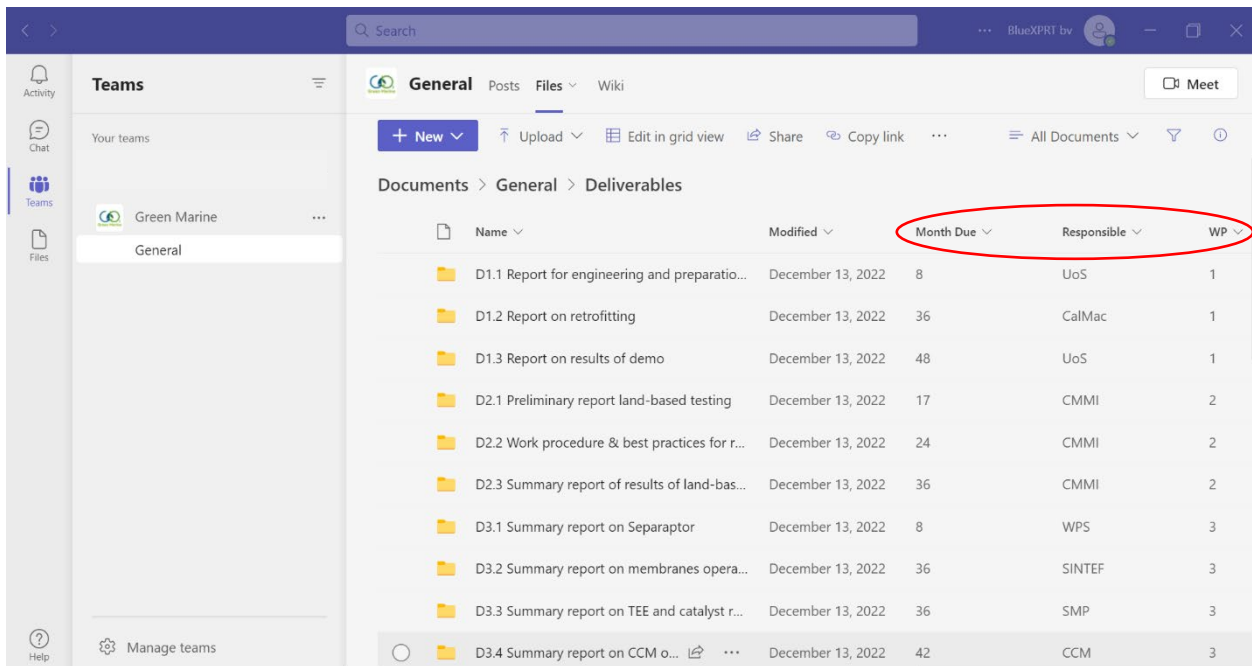 Search
BlueXPRT bv
Activity
Chat
Teams
Files
Help
Teams
Your teams
Green Marine
General
Manage teams
General Posts Files Wiki
Meet
New Upload Edit in grid view Share Copy link ... All Documents
Documents > General > Deliverables
Name Modified Month Due Responsible WP
D1.1 Report for engineering and preparatio... December 13, 2022 8 UoS 1
D1.2 Report on retrofitting December 13, 2022 36 CalMac 1
D1.3 Report on results of demo December 13, 2022 48 UoS 1
D2.1 Preliminary report land-based testing December 13, 2022 17 CMMI 2
D2.2 Work procedure & best practices for r... December 13, 2022 24 CMMI 2
D2.3 Summary report of results of land-bas... December 13, 2022 36 CMMI 2
D3.1 Summary report on Separaptor December 13, 2022 8 WPS 3
D3.2 Summary report on membranes opera... December 13, 2022 36 SINTEF 3
D3.3 Summary report on TEE and catalyst r... December 13, 2022 36 SMP 3
D3.4 Summary report on CCM o... December 13, 2022 42 CCM 3